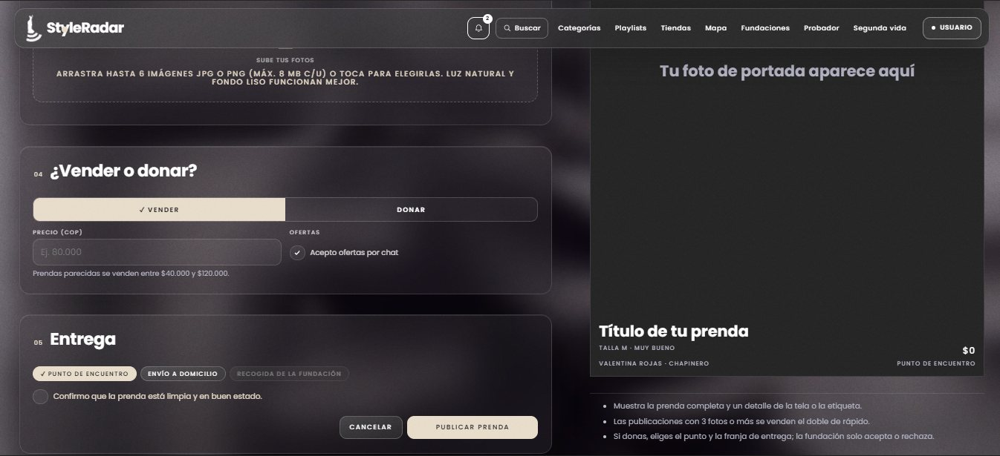 StyleRadar
2
Buscar
Categorías
Playlists
Tiendas
Mapa
Fundaciones
Probador
Segunda vida
USUARIO
SUBE TUS FOTOS
ARRASTRA HASTA 6 IMÁGENES JPG O PNG (MÁX. 8 MB C/U) O TOCA PARA ELEGIRLAS. LUZ NATURAL Y
FONDO LISO FUNCIONAN MEJOR.
04 ¿Vender o donar?
✓ VENDER
DONAR
PRECIO (COP)
OFERTAS
Ej. 80.000
Acepto ofertas por chat
Prendas parecidas se venden entre $40.000 y $120.000.
05 Entrega
✓ PUNTO DE ENCUENTRO
ENVÍO A DOMICILIO
RECOGIDA DE LA FUNDACIÓN
Confirmo que la prenda está limpia y en buen estado.
CANCELAR
PUBLICAR PRENDA
Tu foto de portada aparece aquí
Título de tu prenda
TALLA M · MUY BUENO
$0
VALENTINA ROJAS · CHAPINERO
PUNTO DE ENCUENTRO
• Muestra la prenda completa y un detalle de la tela o la etiqueta.
• Las publicaciones con 3 fotos o más se venden el doble de rápido.
• Si donas, eliges el punto y la franja de entrega; la fundación solo acepta o rechaza.